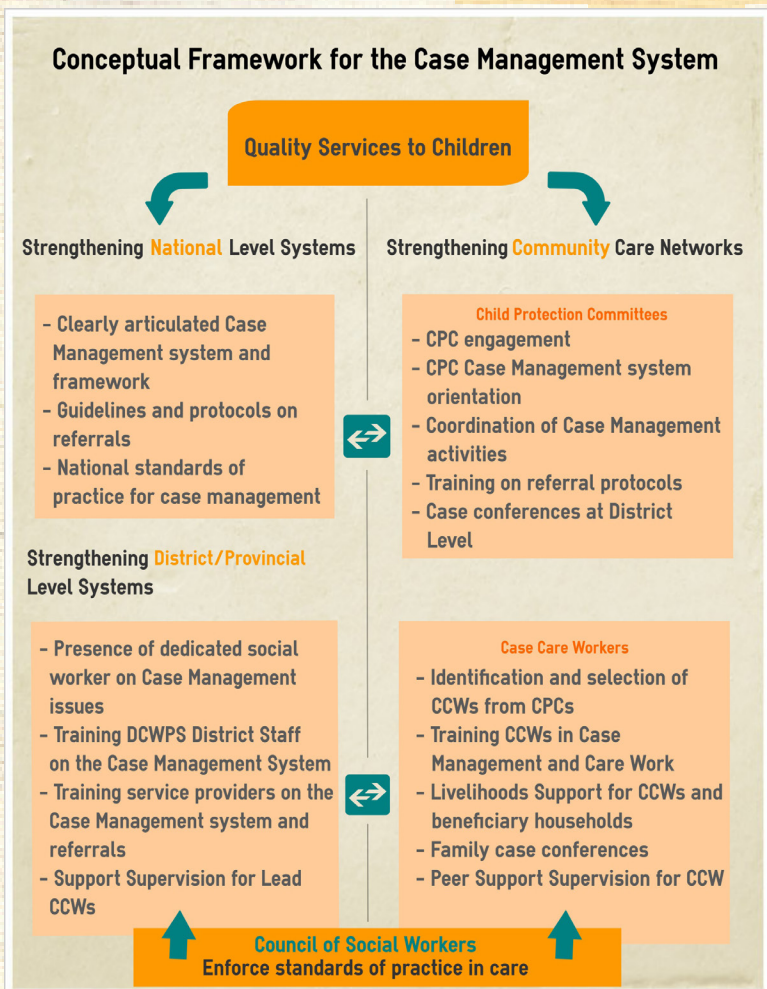 Conceptual Framework for the Case Management System
Quality Services to Children
Strengthening National Level Systems
- Clearly articulated Case
Management system and
framework
- Guidelines and protocols on
referrals
- National standards of
practice for case management
Strengthening District/Provincial
Level Systems
- Presence of dedicated social
worker on Case Management
issues
- Training DCWPS District Staff
on the Case Management System
- Training service providers on the
Case Management system and
referrals
- Support Supervision for Lead
CCWs
Strengthening Community Care Networks
Child Protection Committees
- CPC engagement
- CPC Case Management system
orientation
- Coordination of Case Management
activities
- Training on referral protocols
- Case conferences at District
Level
Case Care Workers
- Identification and selection of
CCWs from CPCs
- Training CCWs in Case
Management and Care Work
- Livelihoods Support for CCWs and
beneficiary households
- Family case conferences
- Peer Support Supervision for CCW
Council of Social Workers
Enforce standards of practice in care